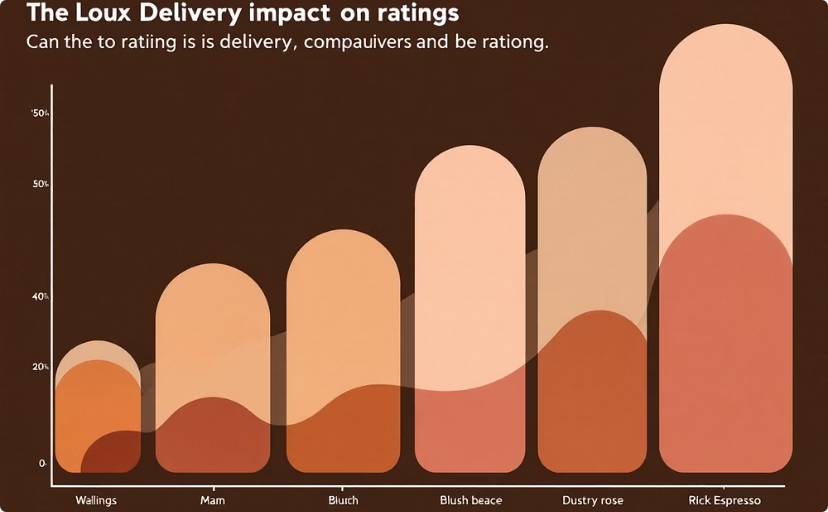 The Loux Delivery impact on ratings
Can the to ratiing is is delivery, compauivers and be rationg.
'50%
50%
40%
20%
0-
Wallings
Mam
Biurch
Blush beace
Dustry rose
Rick Espresso